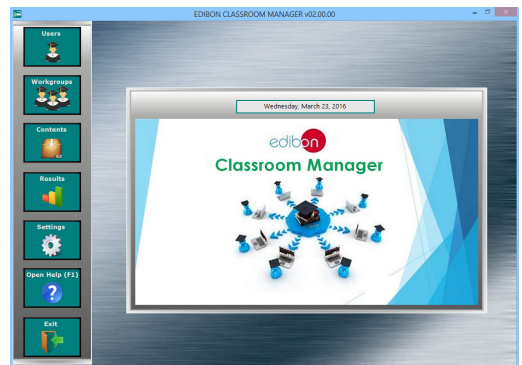 EDIBON CLASSROOM MANAGER v02.00.00
Users
Workgroups
Contents
Results
Settings
Open Help (F1)
?
Exit
Wednesday, March 23, 2016
edibon
Classroom Manager